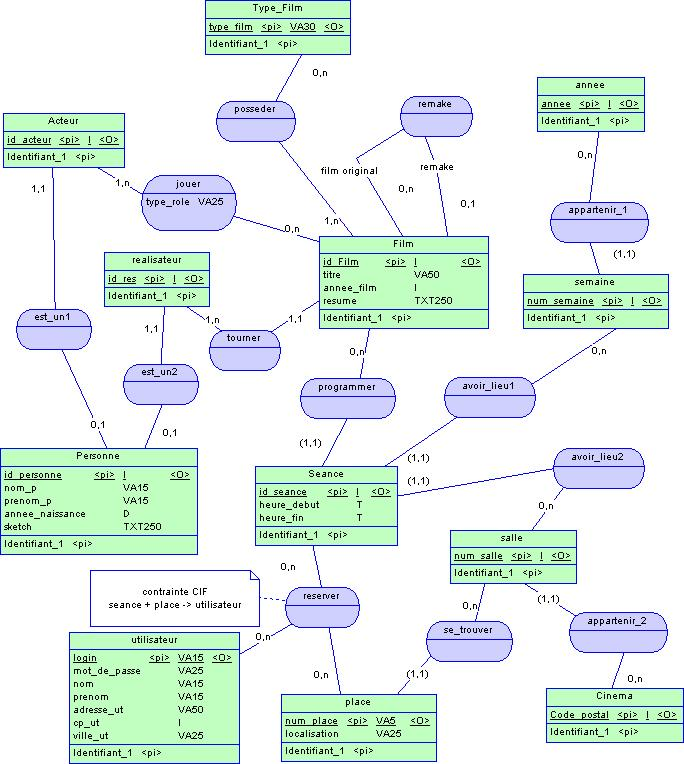 Type_Film
type_film <pi> VA30 <O>
Identifiant_1 <pi>
0,n
posseder
remake
annee
annee <pi> I <O>
Identifiant_1 <pi>
Acteur
id_acteur <pi> I <O>
Identifiant_1 <pi>
1,1
1,n
jouer
type_role VA25
0,n
film original
remake
0,n
0,1
1,n
0,n
appartenir_1
(1,1)
realisateur
id_res <pi> I <O>
Identifiant_1 <pi>
Film
id_Film <pi> I <O>
titre VA50
annee_film I
resume TXT250
Identifiant_1 <pi>
semaine
num_semaine <pi> I <O>
Identifiant_1 <pi>
est_un1
1,1
1,n
tourner
1,1
0,n
0,n
est_un2
programmer
avoir_lieu1
0,1
0,1
(1,1)
(1,1)
(1,1)
avoir_lieu2
Personne
id_personne <pi> I <O>
nom_p VA15
prenom_p VA15
annee_naissance D
sketch TXT250
Identifiant_1 <pi>
Seance
id_seance <pi> I <O>
heure_debut T
heure_fin T
Identifiant_1 <pi>
0,n
salle
num_salle <pi> I <O>
Identifiant_1 <pi>
0,n
contrainte CIF
seance + place -> utilisateur
reserver
0,n
(1,1)
se_trouver
appartenir_2
utilisateur
login <pi> VA15 <O>
mot_de_passe VA25
nom VA15
prenom VA15
adresse_ut VA50
cp_ut I
ville_ut VA25
Identifiant_1 <pi>
0,n
0,n
(1,1)
0,n
place
num_place <pi> VA5 <O>
localisation VA25
Identifiant_1 <pi>
Cinema
Code_postal <pi> I <O>
Identifiant_1 <pi>